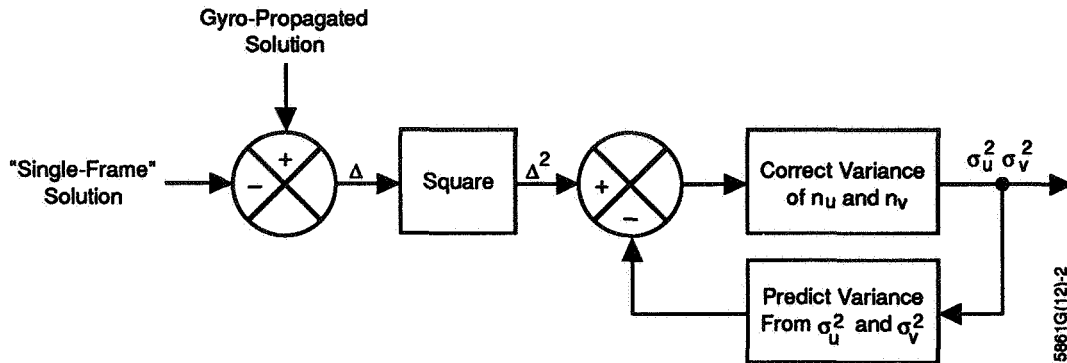 Gyro-Propagated
Solution
"Single-Frame"
Solution
+
−
Δ
Square
Δ²
+
−
Correct Variance
of nᵤ and nᵥ
σᵤ² σᵥ²
Predict Variance
From σᵤ² and σᵥ²
5861G(12)-2